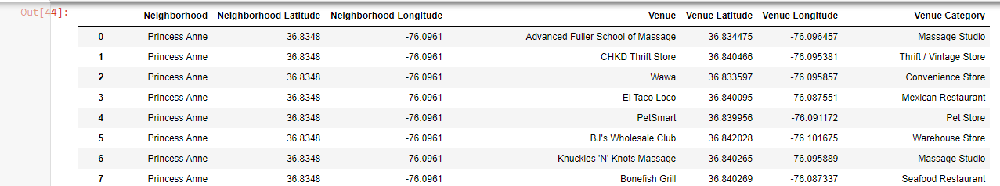 Out[44]:
Neighborhood Neighborhood Latitude Neighborhood Longitude Venue Venue Latitude Venue Longitude Venue Category
0 Princess Anne 36.8348 -76.0961 Advanced Fuller School of Massage 36.834475 -76.096457 Massage Studio
1 Princess Anne 36.8348 -76.0961 CHKD Thrift Store 36.840466 -76.095381 Thrift / Vintage Store
2 Princess Anne 36.8348 -76.0961 Wawa 36.833597 -76.095857 Convenience Store
3 Princess Anne 36.8348 -76.0961 El Taco Loco 36.840095 -76.087551 Mexican Restaurant
4 Princess Anne 36.8348 -76.0961 PetSmart 36.839956 -76.091172 Pet Store
5 Princess Anne 36.8348 -76.0961 BJ's Wholesale Club 36.842028 -76.101675 Warehouse Store
6 Princess Anne 36.8348 -76.0961 Knuckles 'N' Knots Massage 36.840265 -76.095889 Massage Studio
7 Princess Anne 36.8348 -76.0961 Bonefish Grill 36.840269 -76.087337 Seafood Restaurant